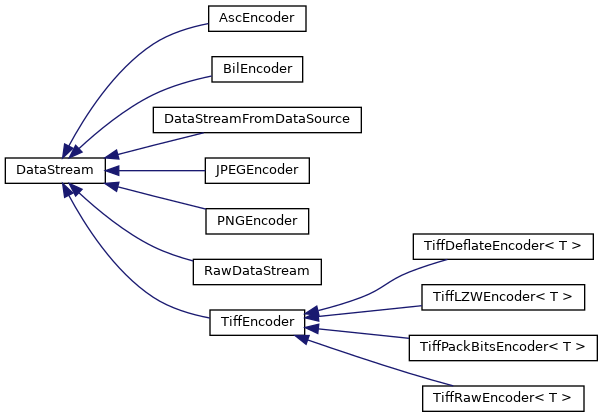 AscEncoder
BilEncoder
DataStreamFromDataSource
DataStream
JPEGEncoder
PNGEncoder
RawDataStream
TiffEncoder
TiffDeflateEncoder< T >
TiffLZWEncoder< T >
TiffPackBitsEncoder< T >
TiffRawEncoder< T >